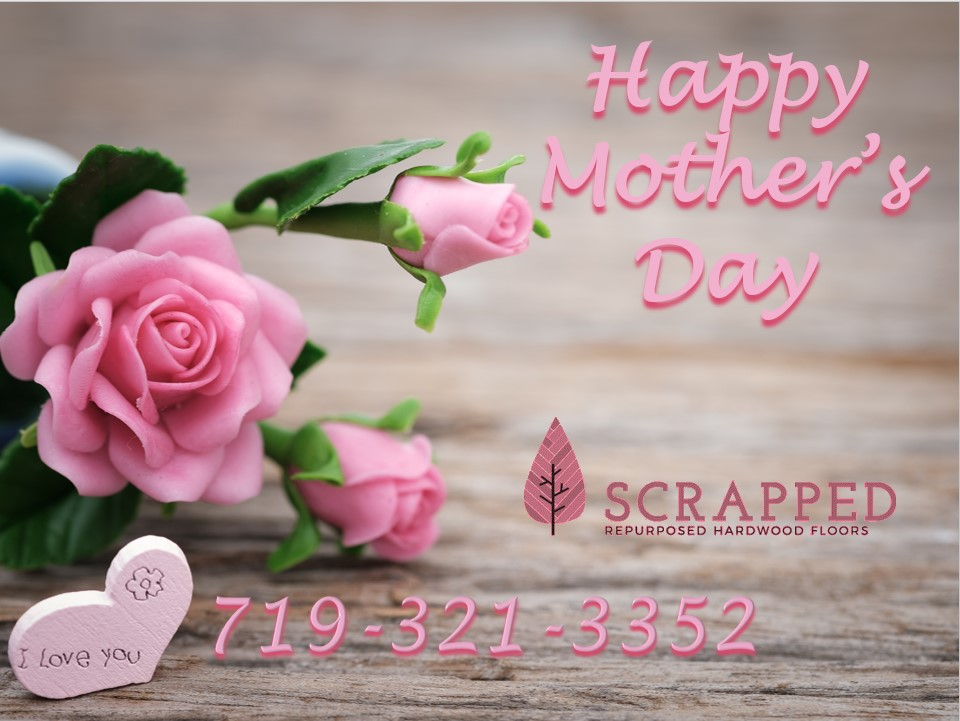 Happy
Mother's
Day
SCRAPPED
REPURPOSED HARDWOOD FLOORS
I Love you
719-321-3352